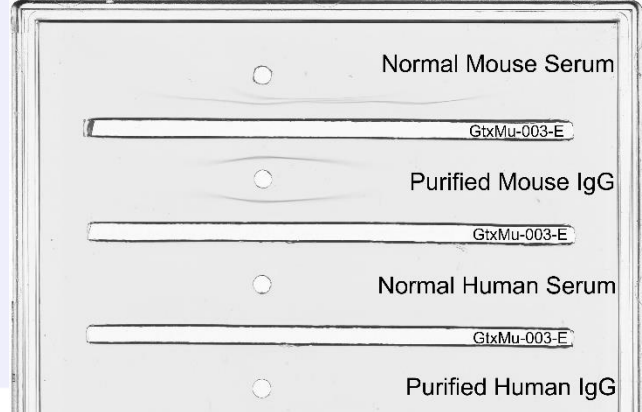 Normal Mouse Serum
GtxMu-003-E
Purified Mouse IgG
GtxMu-003-E
Normal Human Serum
GtxMu-003-E
Purified Human IgG